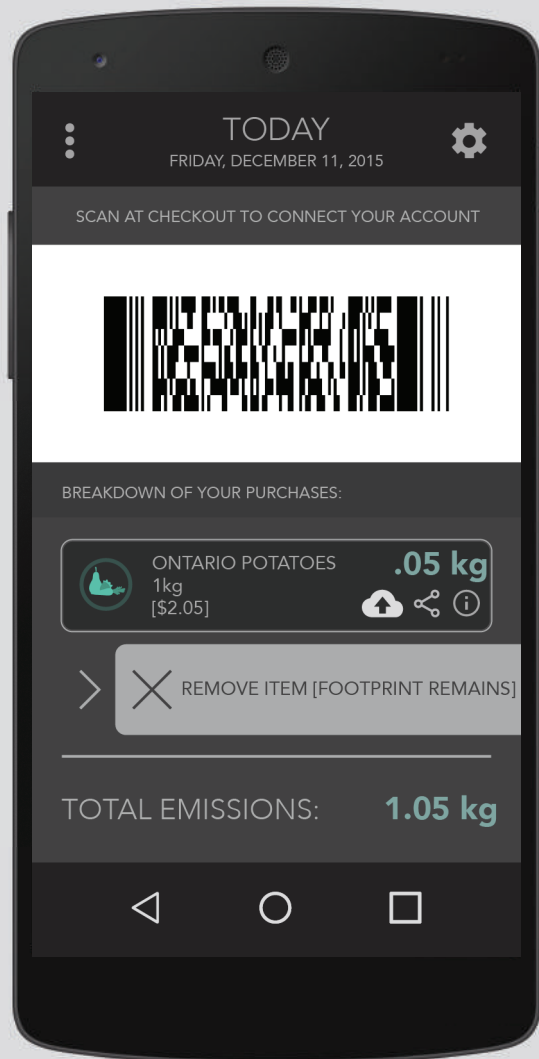 TODAY
FRIDAY, DECEMBER 11, 2015
SCAN AT CHECKOUT TO CONNECT YOUR ACCOUNT
BREAKDOWN OF YOUR PURCHASES:
ONTARIO POTATOES .05 kg
1kg
[$2.05]
REMOVE ITEM [FOOTPRINT REMAINS]
TOTAL EMISSIONS: 1.05 kg